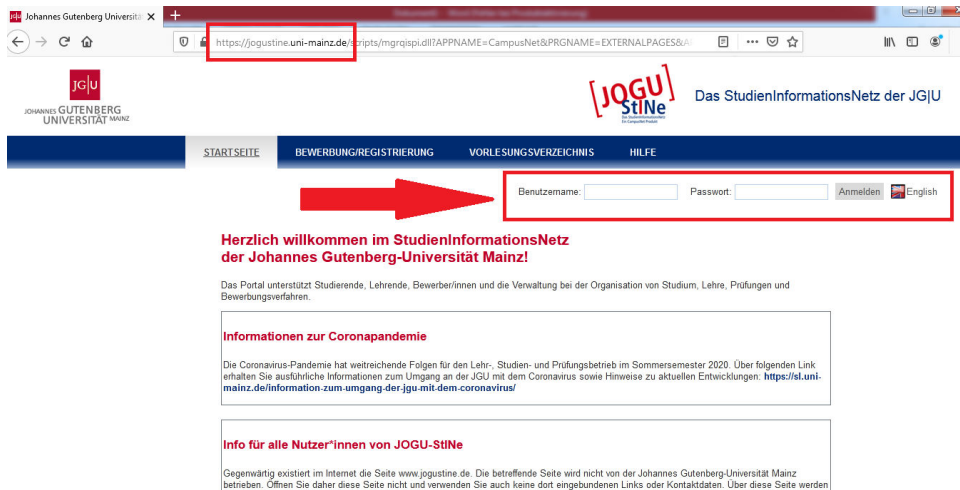 Johannes Gutenberg Universitä
https://jogustine.uni-mainz.de/scripts/mgrqispi.dll?APPNAME=CampusNet&PRGNAME=EXTERNALPAGES&A
JG|U
JOHANNES GUTENBERG
UNIVERSITÄT MAINZ
[JOGU]
StINe
Das StudienInformationsNetz
Ein CampusNet Produkt
Das StudienInformationsNetz der JG|U
STARTSEITE BEWERBUNG/REGISTRIERUNG VORLESUNGSVERZEICHNIS HILFE
Benutzername: Passwort: Anmelden English
Herzlich willkommen im StudienInformationsNetz
der Johannes Gutenberg-Universität Mainz!
Das Portal unterstützt Studierende, Lehrende, Bewerber/innen und die Verwaltung bei der Organisation von Studium, Lehre, Prüfungen und
Bewerbungsverfahren.
Informationen zur Coronapandemie
Die Coronavirus-Pandemie hat weitreichende Folgen für den Lehr-, Studien- und Prüfungsbetrieb im Sommersemester 2020. Über folgenden Link
erhalten Sie ausführliche Informationen zum Umgang an der JGU mit dem Coronavirus sowie Hinweise zu aktuellen Entwicklungen: https://sl.uni-
mainz.de/information-zum-umgang-der-jgu-mit-dem-coronavirus/
Info für alle Nutzer*innen von JOGU-StINe
Gegenwärtig existiert im Internet die Seite www.jogustine.de. Die betreffende Seite wird nicht von der Johannes Gutenberg-Universität Mainz
betrieben. Öffnen Sie daher diese Seite nicht und verwenden Sie auch keine dort eingebundenen Links oder Kontaktdaten. Über diese Seite werden